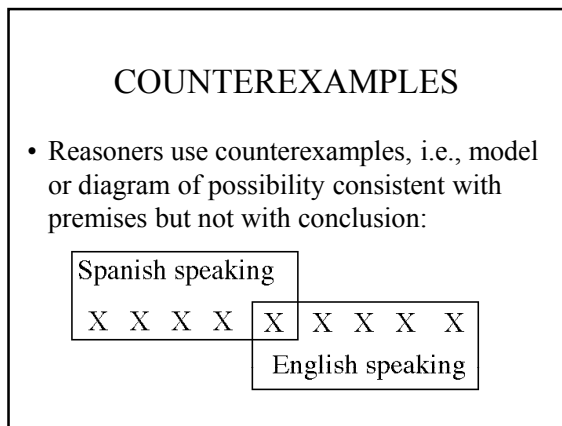 COUNTEREXAMPLES
• Reasoners use counterexamples, i.e., model
or diagram of possibility consistent with
premises but not with conclusion:
Spanish speaking
X X X X X X X X X
English speaking